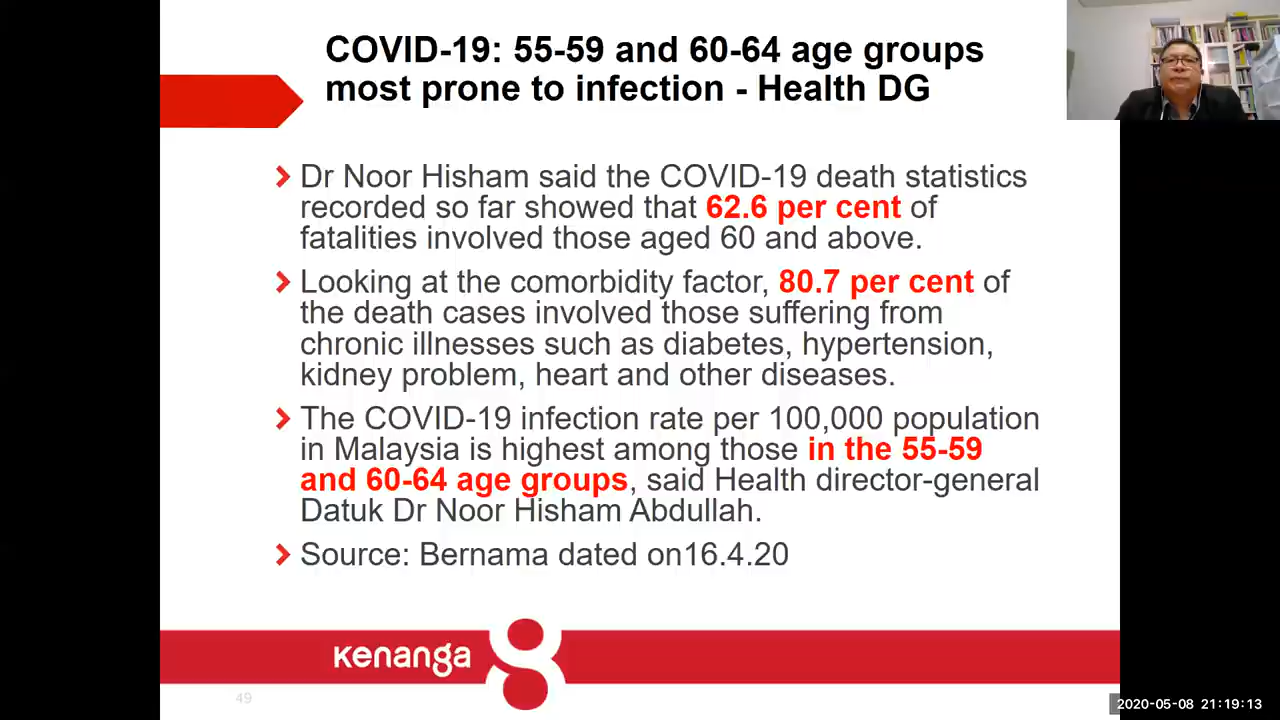 COVID-19: 55-59 and 60-64 age groups
most prone to infection - Health DG
Dr Noor Hisham said the COVID-19 death statistics
recorded so far showed that 62.6 per cent of
fatalities involved those aged 60 and above.
Looking at the comorbidity factor, 80.7 per cent of
the death cases involved those suffering from
chronic illnesses such as diabetes, hypertension,
kidney problem, heart and other diseases.
The COVID-19 infection rate per 100,000 population
in Malaysia is highest among those in the 55-59
and 60-64 age groups, said Health director-general
Datuk Dr Noor Hisham Abdullah.
Source: Bernama dated on16.4.20
kenanga
49
2020-05-08 21:19:13